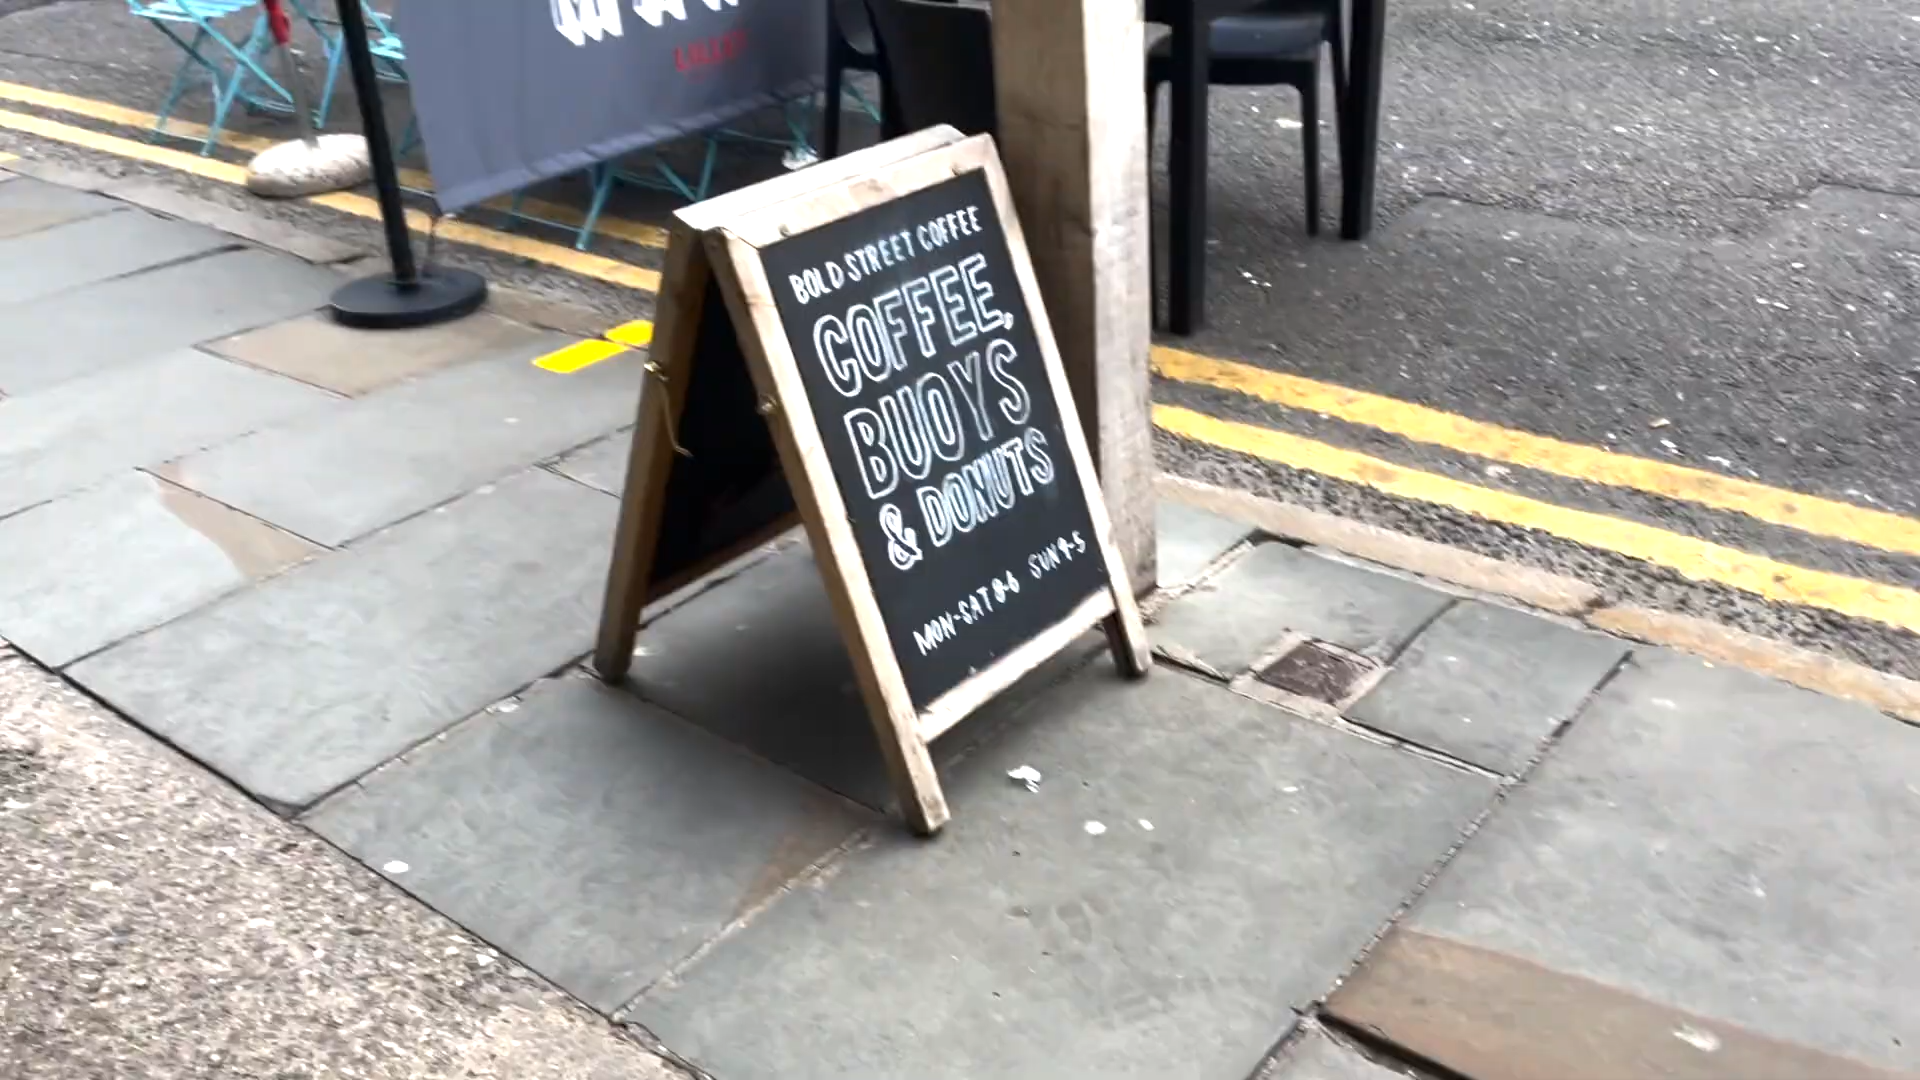 BOLD STREET COFFEE
COFFEE,
BUOYS
& DONUTS
MON-SAT 8-6 SUN 9-5